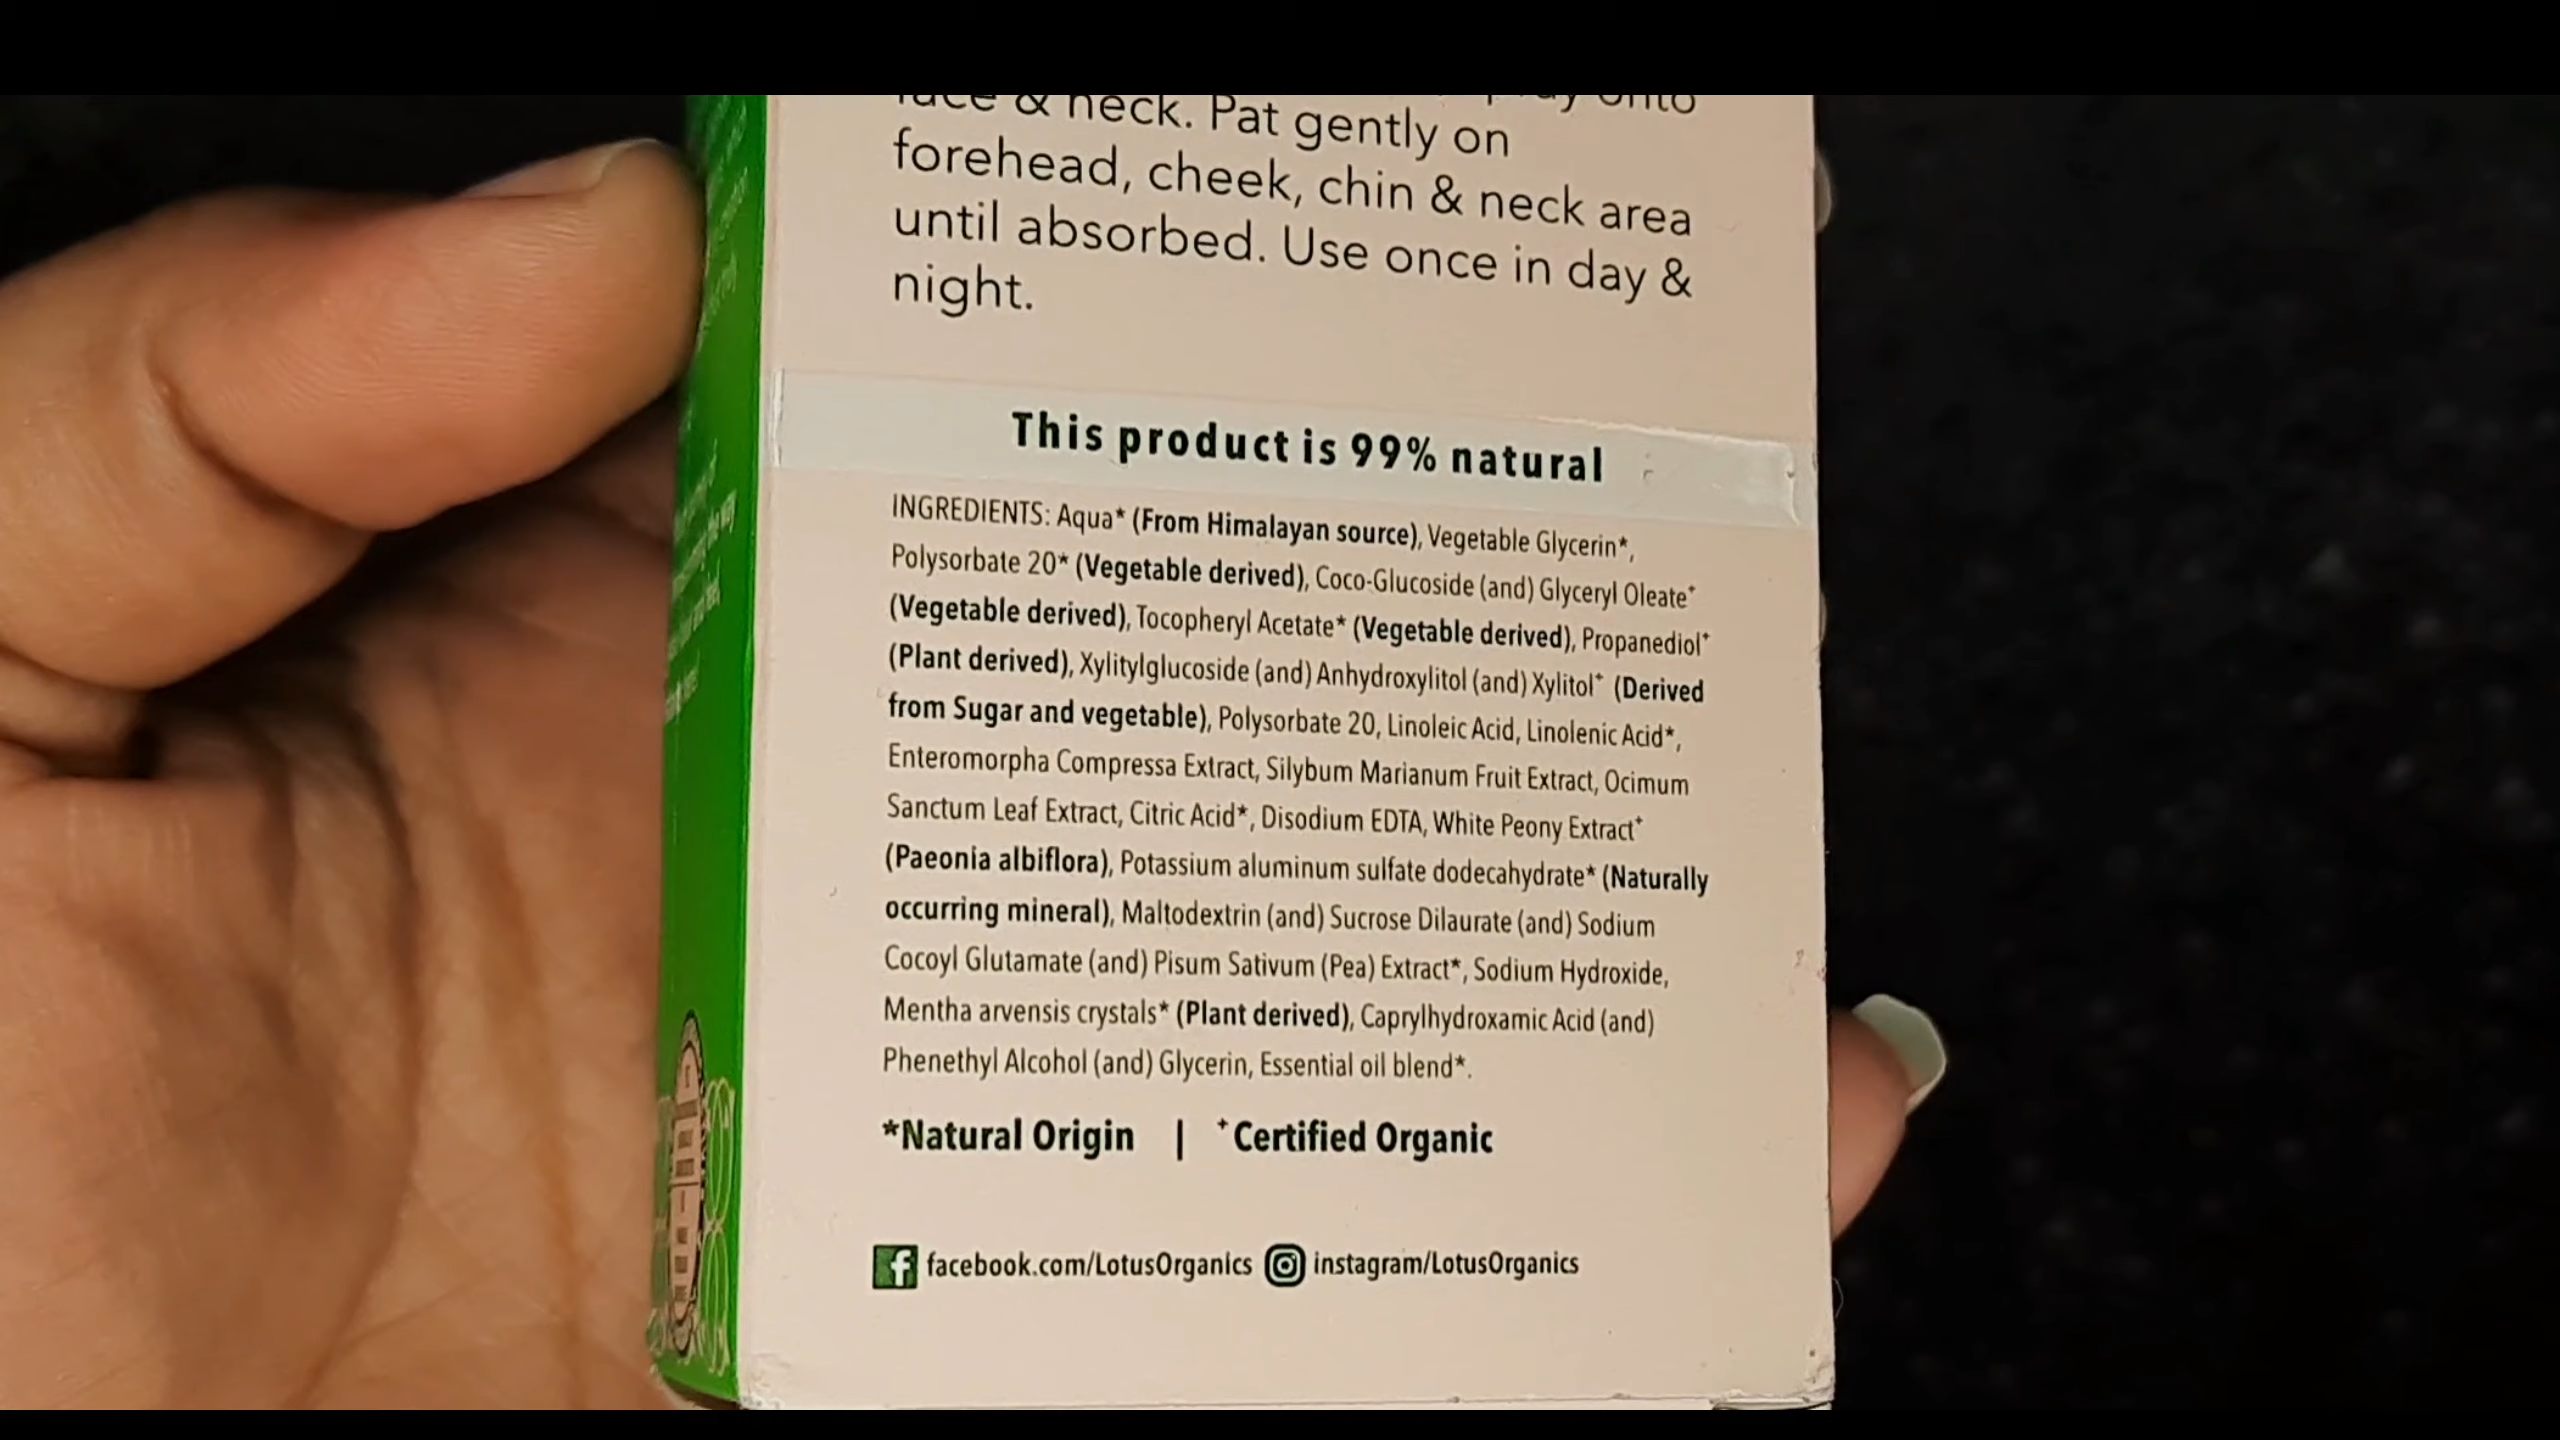 face & neck. Pat gently on
forehead, cheek, chin & neck area
until absorbed. Use once in day &
night.
This product is 99% natural
INGREDIENTS: Aqua* (From Himalayan source), Vegetable Glycerin*,
Polysorbate 20* (Vegetable derived), Coco-Glucoside (and) Glyceryl Oleate⁺
(Vegetable derived), Tocopheryl Acetate* (Vegetable derived), Propanediol⁺
(Plant derived), Xylitylglucoside (and) Anhydroxylitol (and) Xylitol⁺ (Derived
from Sugar and vegetable), Polysorbate 20, Linoleic Acid, Linolenic Acid*,
Enteromorpha Compressa Extract, Silybum Marianum Fruit Extract, Ocimum
Sanctum Leaf Extract, Citric Acid*, Disodium EDTA, White Peony Extract⁺
(Paeonia albiflora), Potassium aluminum sulfate dodecahydrate* (Naturally
occurring mineral), Maltodextrin (and) Sucrose Dilaurate (and) Sodium
Cocoyl Glutamate (and) Pisum Sativum (Pea) Extract*, Sodium Hydroxide,
Mentha arvensis crystals* (Plant derived), Caprylhydroxamic Acid (and)
Phenethyl Alcohol (and) Glycerin, Essential oil blend*.
*Natural Origin | ⁺Certified Organic
facebook.com/LotusOrganics instagram/LotusOrganics